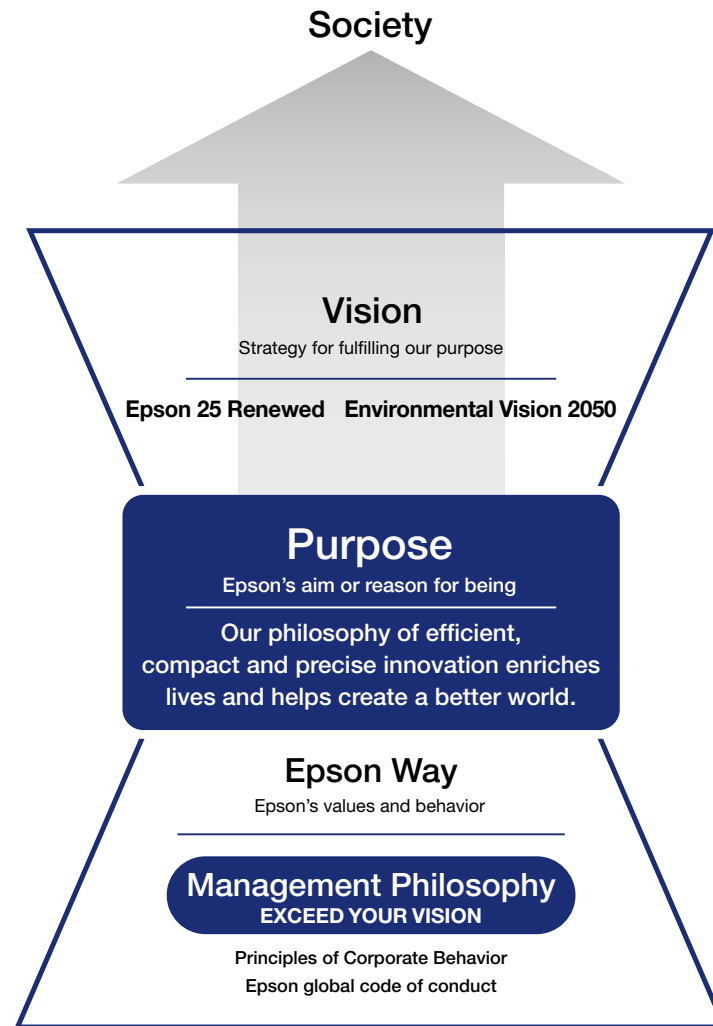 Society
Vision
Strategy for fulfilling our purpose
Epson 25 Renewed Environmental Vision 2050
Purpose
Epson’s aim or reason for being
Our philosophy of efficient,
compact and precise innovation enriches
lives and helps create a better world.
Epson Way
Epson’s values and behavior
Management Philosophy
EXCEED YOUR VISION
Principles of Corporate Behavior
Epson global code of conduct